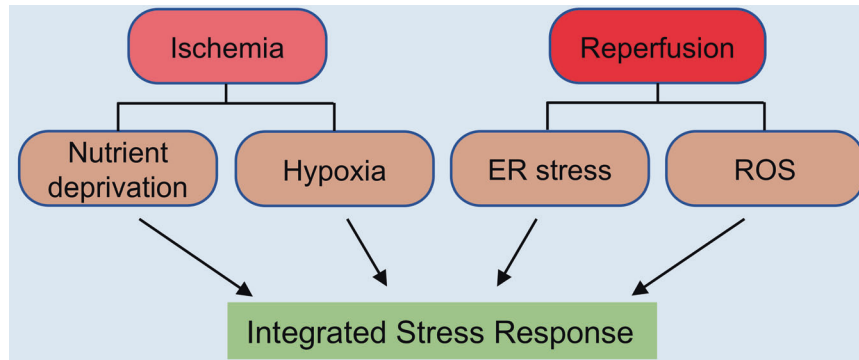 Ischemia
Reperfusion
Nutrient
deprivation
Hypoxia
ER stress
ROS
Integrated Stress Response